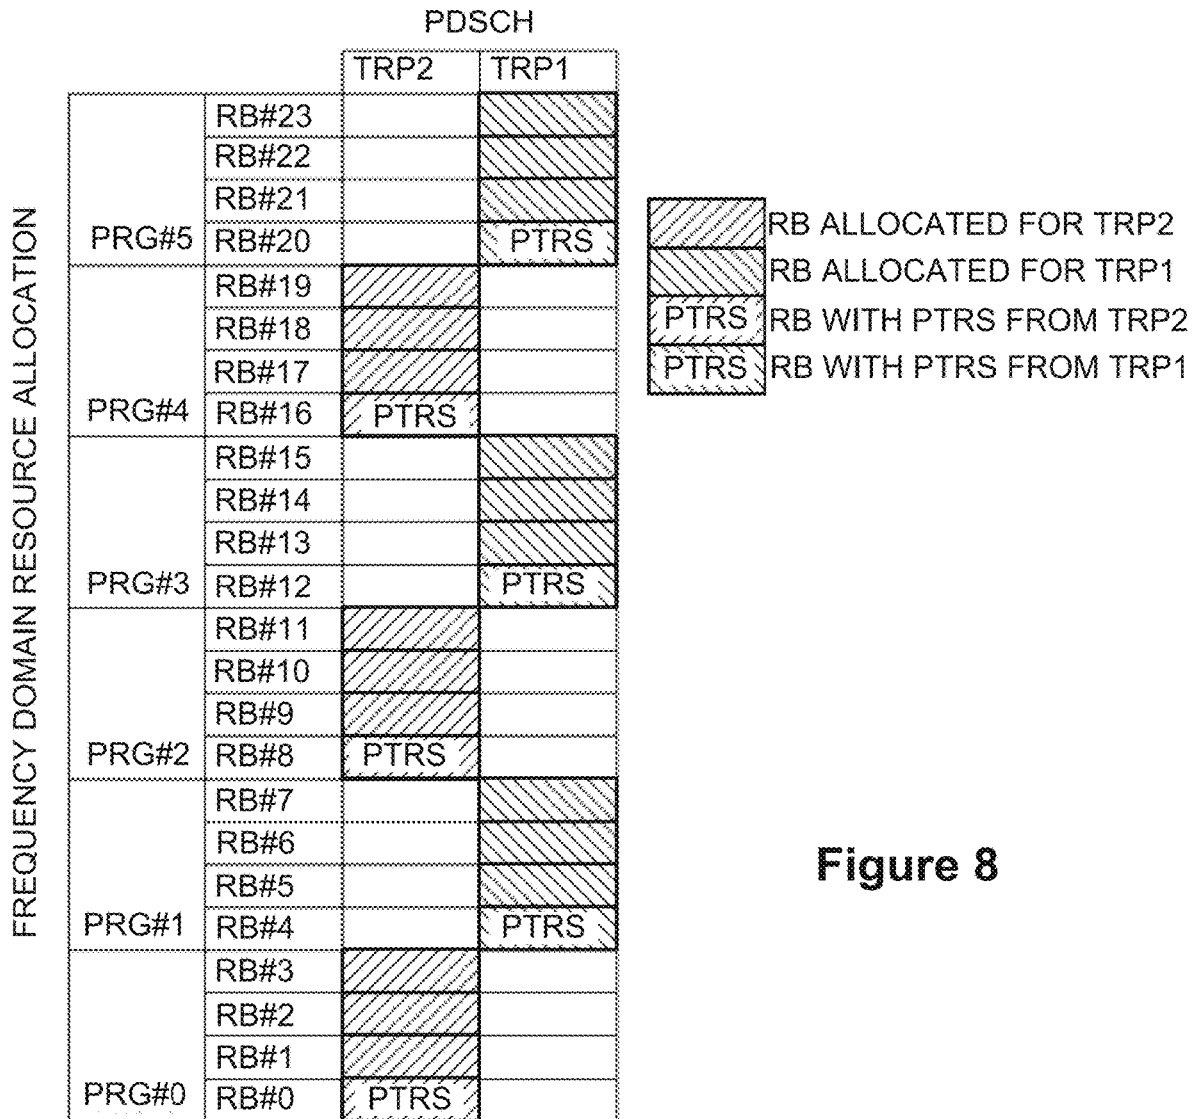 PDSCH
TRP2 TRP1
FREQUENCY DOMAIN RESOURCE ALLOCATION
RB#23
RB#22
RB#21
PRG#5 RB#20 PTRS
RB#19
RB#18
RB#17
PRG#4 RB#16 PTRS
RB#15
RB#14
RB#13
PRG#3 RB#12 PTRS
RB#11
RB#10
RB#9
PRG#2 RB#8 PTRS
RB#7
RB#6
RB#5
PRG#1 RB#4 PTRS
RB#3
RB#2
RB#1
PRG#0 RB#0 PTRS
RB ALLOCATED FOR TRP2
RB ALLOCATED FOR TRP1
PTRS RB WITH PTRS FROM TRP2
PTRS RB WITH PTRS FROM TRP1
Figure 8